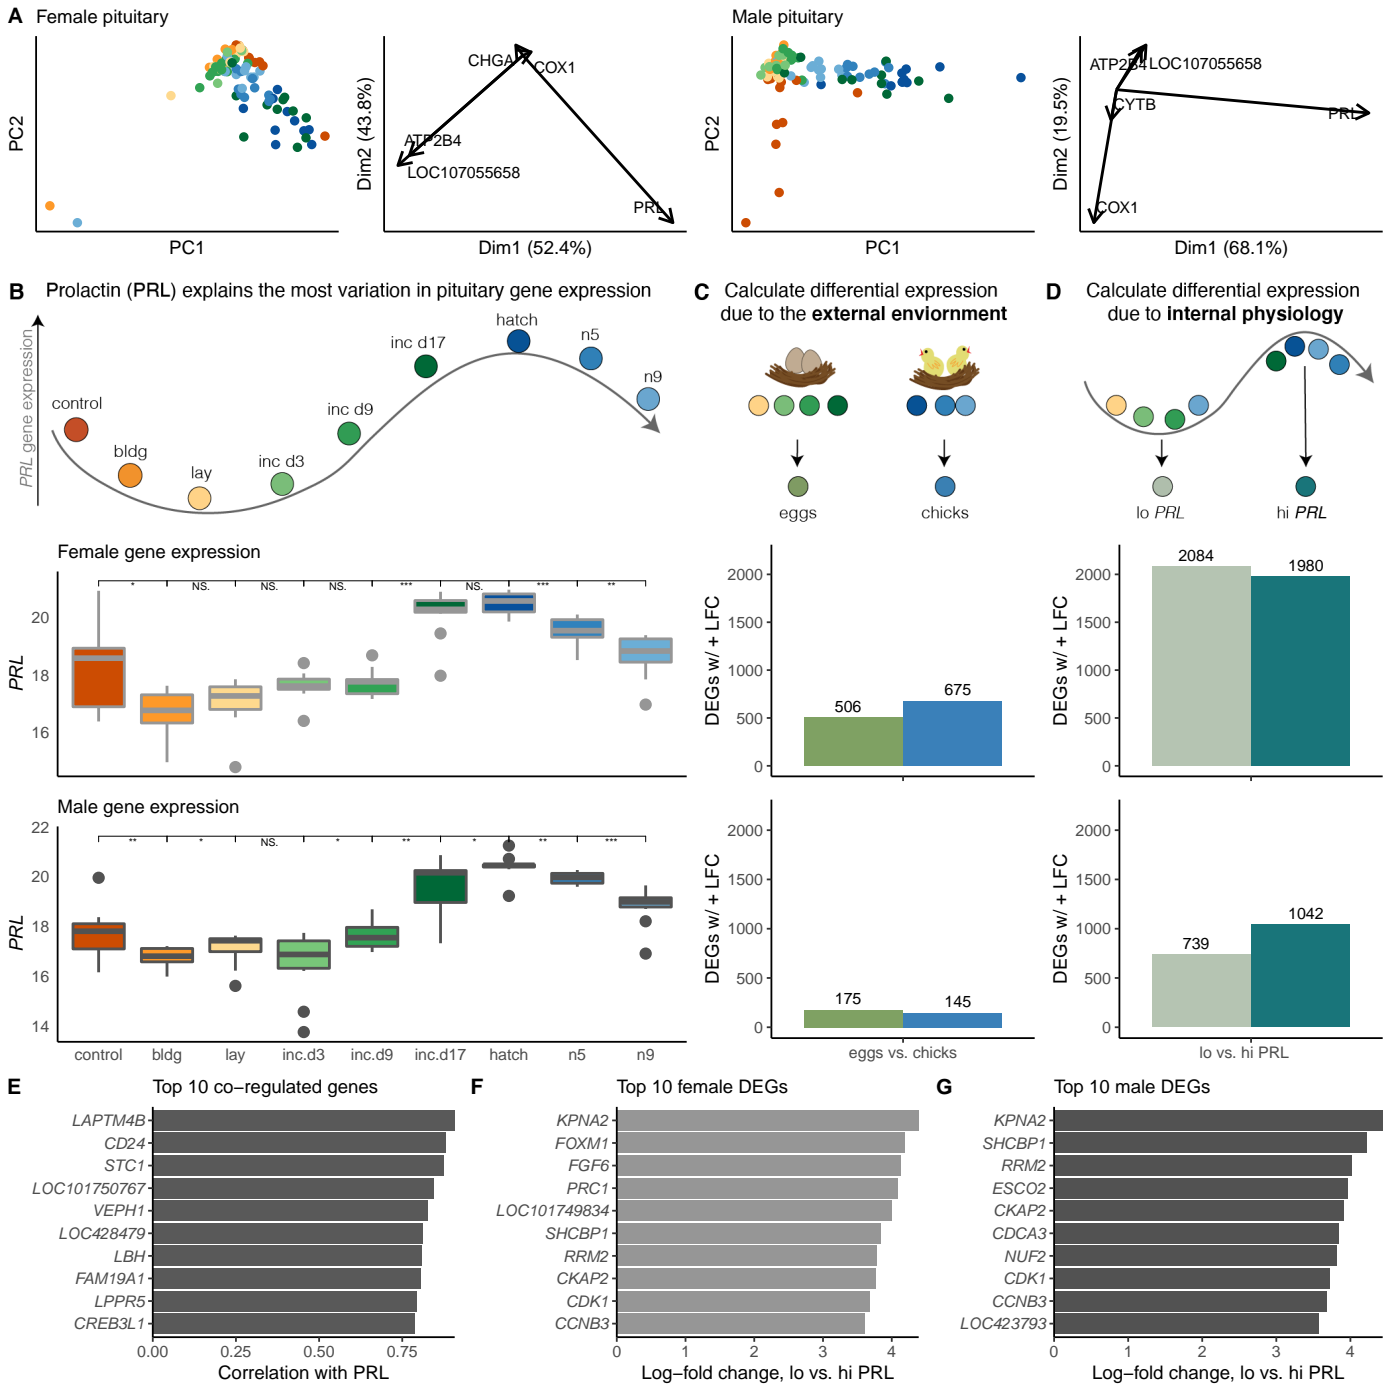 A Female pituitary
Male pituitary
PC2
PC1
Dim2 (43.8%)
CHGA
COX1
ATP2B4
LOC107055658
PRL
Dim1 (52.4%)
PC2
PC1
Dim2 (19.5%)
ATP2B4
LOC107055658
CYTB
PRL
COX1
Dim1 (68.1%)
B Prolactin (PRL) explains the most variation in pituitary gene expression
PRL gene expression
control
bldg
lay
inc d3
inc d9
inc d17
hatch
n5
n9
C Calculate differential expression
due to the external enviornment
eggs
chicks
D Calculate differential expression
due to internal physiology
lo PRL
hi PRL
Female gene expression
PRL
20
18
16
* NS. NS. NS. *** NS. *** **
Male gene expression
PRL
22
20
18
16
14
** * NS. * ** * ** ***
control bldg lay inc.d3 inc.d9 inc.d17 hatch n5 n9
DEGs w/ + LFC
2000
1500
1000
500
0
506
675
DEGs w/ + LFC
2000
1500
1000
500
0
175
145
eggs vs. chicks
DEGs w/ + LFC
2000
1500
1000
500
0
2084
1980
DEGs w/ + LFC
2000
1500
1000
500
0
739
1042
lo vs. hi PRL
E Top 10 co−regulated genes
LAPTM4B
CD24
STC1
LOC101750767
VEPH1
LOC428479
LBH
FAM19A1
LPPR5
CREB3L1
0.00 0.25 0.50 0.75
Correlation with PRL
F Top 10 female DEGs
KPNA2
FOXM1
FGF6
PRC1
LOC101749834
SHCBP1
RRM2
CKAP2
CDK1
CCNB3
0 1 2 3 4
Log−fold change, lo vs. hi PRL
G Top 10 male DEGs
KPNA2
SHCBP1
RRM2
ESCO2
CKAP2
CDCA3
NUF2
CDK1
CCNB3
LOC423793
0 1 2 3 4
Log−fold change, lo vs. hi PRL